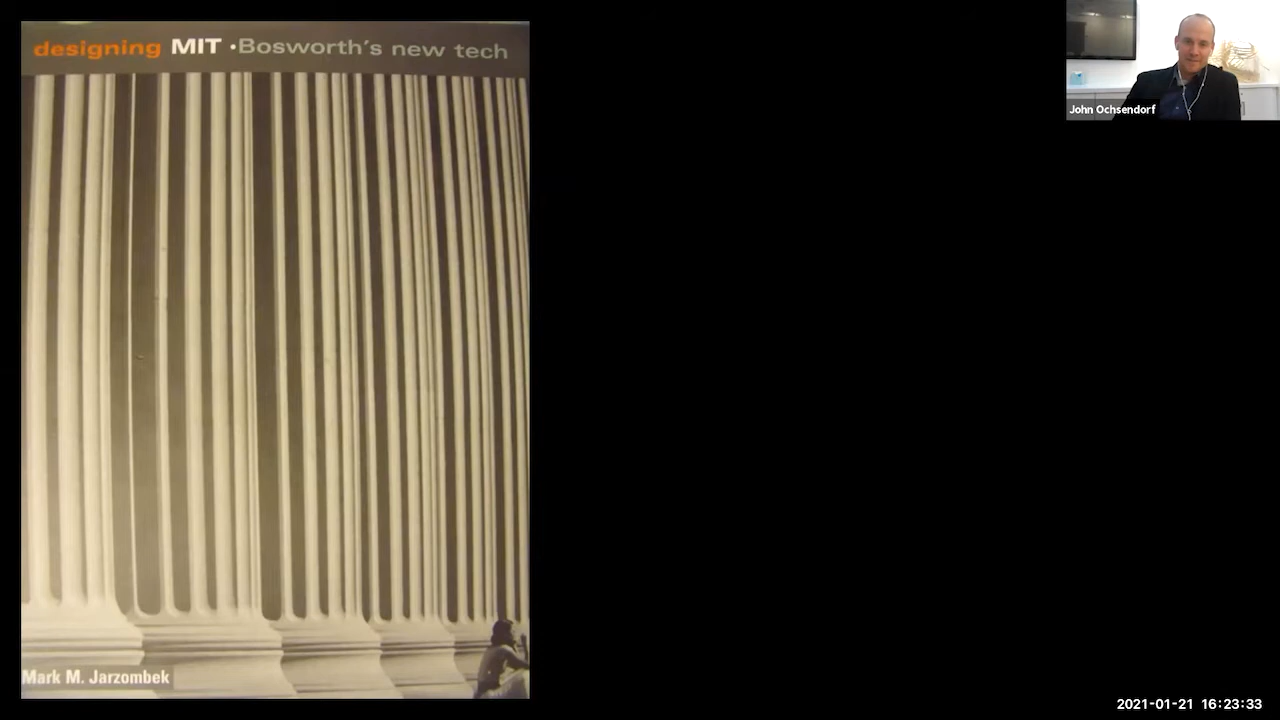 designing MIT •Bosworth's new tech
John Ochsendorf
Mark M. Jarzombek
2021-01-21 16:23:33